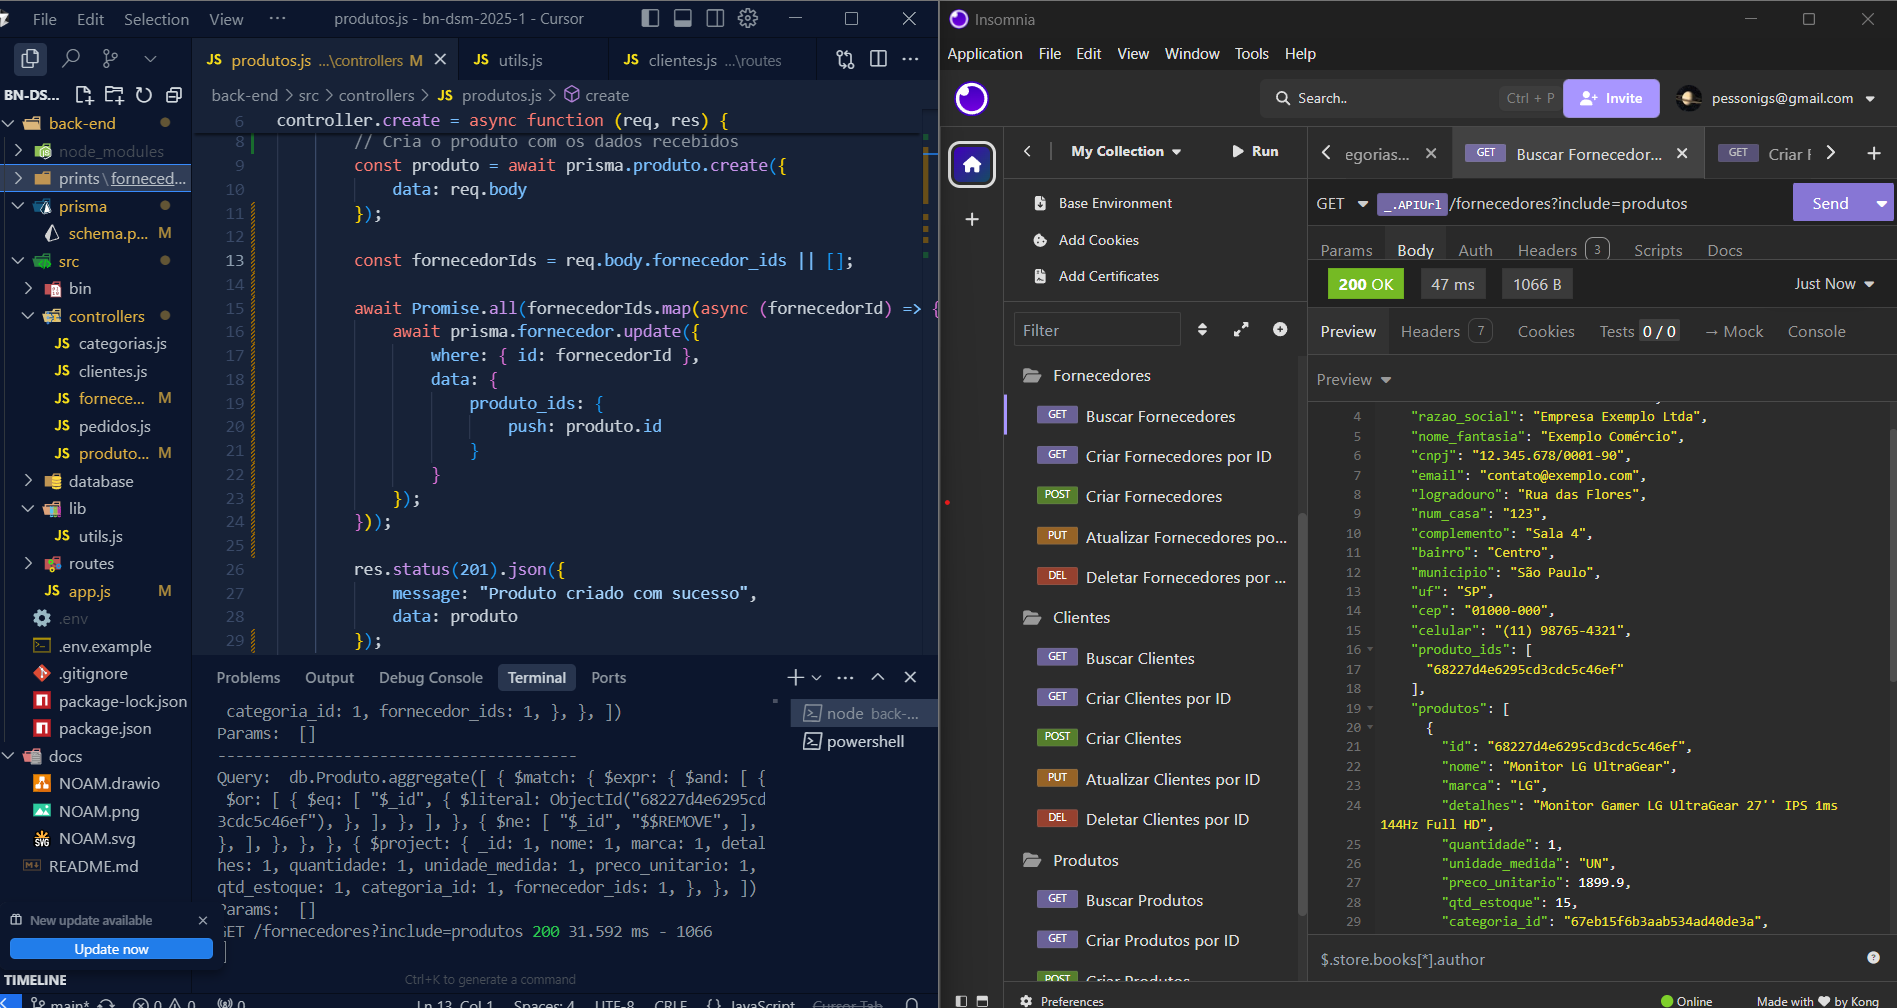 File Edit Selection View ··· produtos.js - bn-dsm-2025-1 - Cursor
BN-DS...
back-end
node_modules
prints\forneced...
prisma
schema.p... M
src
bin
controllers
JS categorias.js
JS clientes.js
JS fornece... M
JS pedidos.js
JS produto... M
database
lib
JS utils.js
routes
JS app.js M
.env
.env.example
.gitignore
package-lock.json
package.json
docs
NOAM.drawio
NOAM.png
NOAM.svg
README.md
New update available
Update now
TIMELINE
JS produtos.js ...\controllers M
JS utils.js
JS clientes.js ...\routes
back-end > src > controllers > JS produtos.js > create
6 controller.create = async function (req, res) {
8 // Cria o produto com os dados recebidos
9 const produto = await prisma.produto.create({
10 data: req.body
11 });
12
13 const fornecedorIds = req.body.fornecedor_ids || [];
14
15 await Promise.all(fornecedorIds.map(async (fornecedorId) => {
16 await prisma.fornecedor.update({
17 where: { id: fornecedorId },
18 data: {
19 produto_ids: {
20 push: produto.id
21 }
22 }
23 });
24 }));
25
26 res.status(201).json({
27 message: "Produto criado com sucesso",
28 data: produto
29 });
Problems Output Debug Console Terminal Ports
categoria_id: 1, fornecedor_ids: 1, }, }, ])
Params: []
----------------------------------------
Query: db.Produto.aggregate([ { $match: { $expr: { $and: [ {
$or: [ { $eq: [ "$_id", { $literal: ObjectId("68227d4e6295cd
3cdc5c46ef"), }, ], }, ], }, { $ne: [ "$_id", "$$REMOVE", ],
}, ], }, }, }, { $project: { _id: 1, nome: 1, marca: 1, detal
hes: 1, quantidade: 1, unidade_medida: 1, preco_unitario: 1,
qtd_estoque: 1, categoria_id: 1, fornecedor_ids: 1, }, }, ])
Params: []
GET /fornecedores?include=produtos 200 31.592 ms - 1066
node back-...
powershell
Ctrl+K to generate a command
main* 0 0 0 Ln 13, Col 1 Spaces: 4 UTF-8 CRLF {} JavaScript Cursor Tab
Insomnia
Application File Edit View Window Tools Help
Search.. Ctrl + P
Invite
pessonigs@gmail.com
My Collection
Run
Base Environment
Add Cookies
Add Certificates
Filter
Fornecedores
GET Buscar Fornecedores
GET Criar Fornecedores por ID
POST Criar Fornecedores
PUT Atualizar Fornecedores po...
DEL Deletar Fornecedores por ...
Clientes
GET Buscar Clientes
GET Criar Clientes por ID
POST Criar Clientes
PUT Atualizar Clientes por ID
DEL Deletar Clientes por ID
Produtos
GET Buscar Produtos
GET Criar Produtos por ID
POST Criar Produtos
Preferences
egorias...
GET Buscar Fornecedor...
GET Criar F
GET _.APIUrl /fornecedores?include=produtos
Send
Params Body Auth Headers 3 Scripts Docs
200 OK 47 ms 1066 B Just Now
Preview Headers 7 Cookies Tests 0 / 0 → Mock Console
Preview
4 "razao_social": "Empresa Exemplo Ltda",
5 "nome_fantasia": "Exemplo Comércio",
6 "cnpj": "12.345.678/0001-90",
7 "email": "contato@exemplo.com",
8 "logradouro": "Rua das Flores",
9 "num_casa": "123",
10 "complemento": "Sala 4",
11 "bairro": "Centro",
12 "municipio": "São Paulo",
13 "uf": "SP",
14 "cep": "01000-000",
15 "celular": "(11) 98765-4321",
16 "produto_ids": [
17 "68227d4e6295cd3cdc5c46ef"
18 ],
19 "produtos": [
20 {
21 "id": "68227d4e6295cd3cdc5c46ef",
22 "nome": "Monitor LG UltraGear",
23 "marca": "LG",
24 "detalhes": "Monitor Gamer LG UltraGear 27'' IPS 1ms
144Hz Full HD",
25 "quantidade": 1,
26 "unidade_medida": "UN",
27 "preco_unitario": 1899.9,
28 "qtd_estoque": 15,
29 "categoria_id": "67eb15f6b3aab534ad40de3a",
$.store.books[*].author
Online
Made with ❤ by Kong